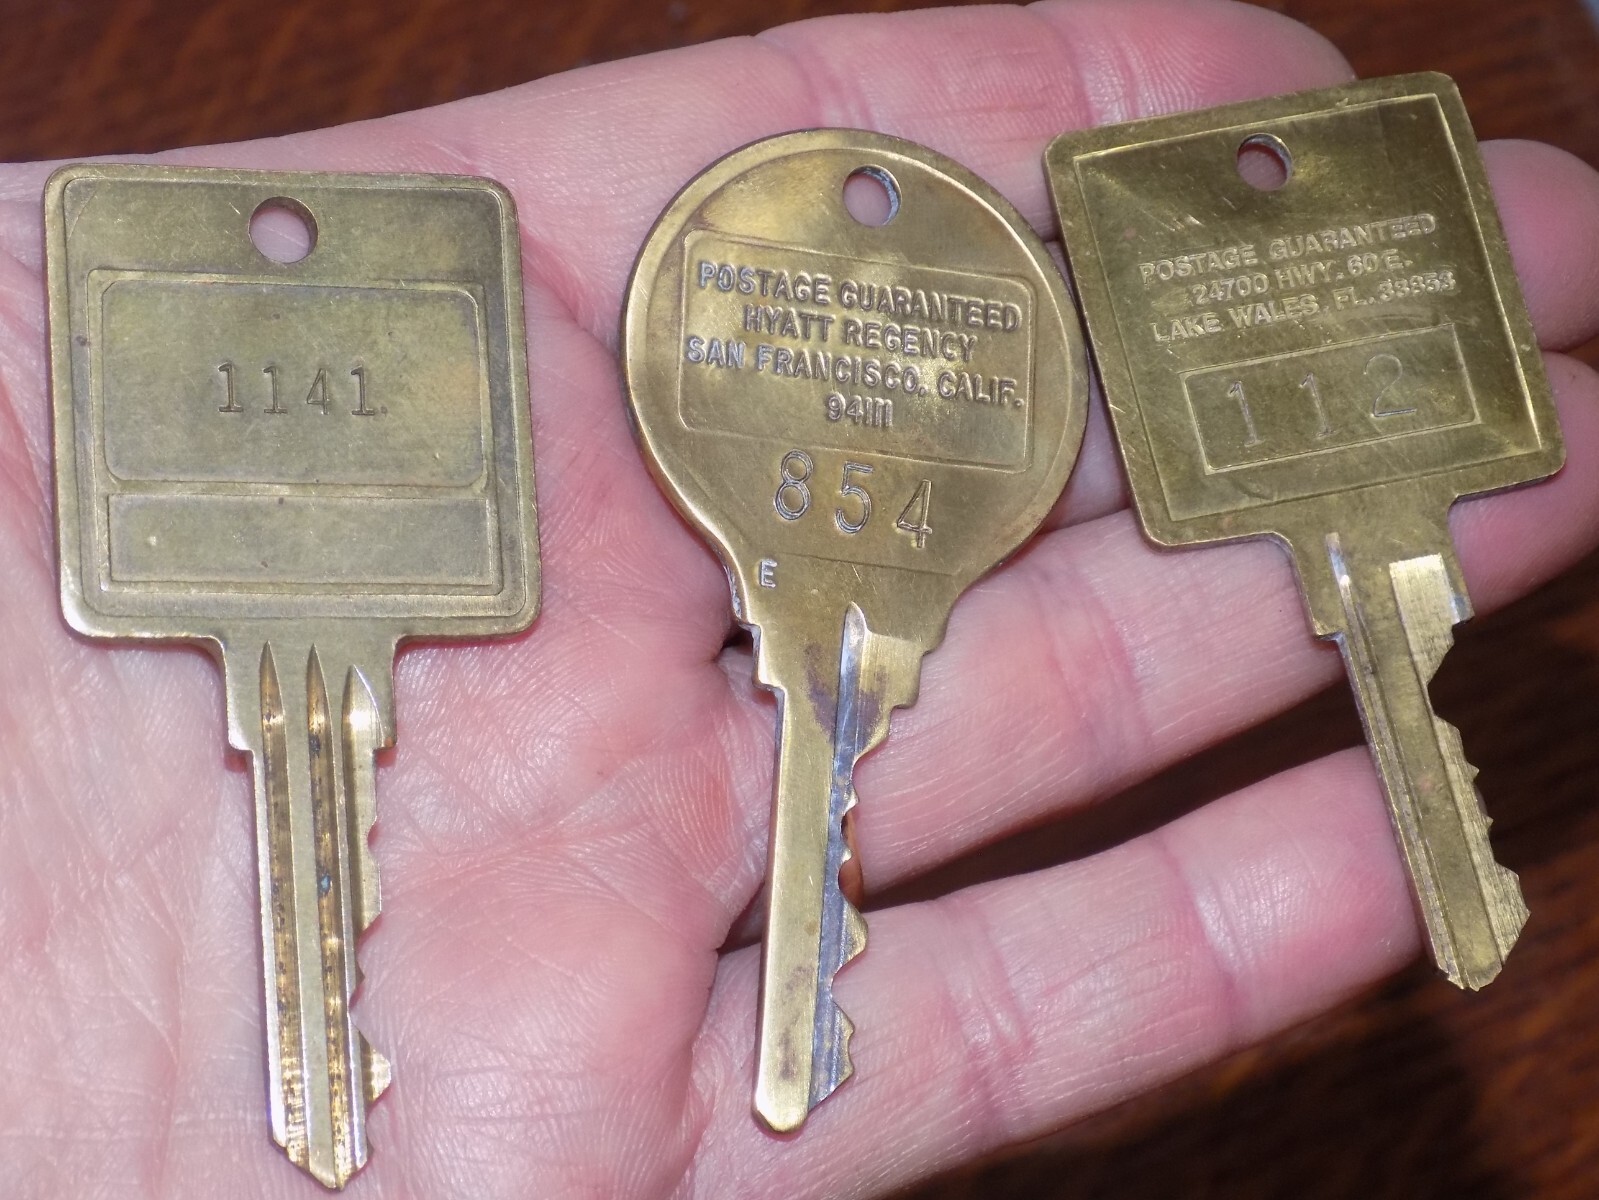 1141
POSTAGE GUARANTEED
HYATT REGENCY
SAN FRANCISCO, CALIF.
94111
854
E
POSTAGE GUARANTEED
24700 HWY. 60 E.
LAKE WALES, FL. 33853
112